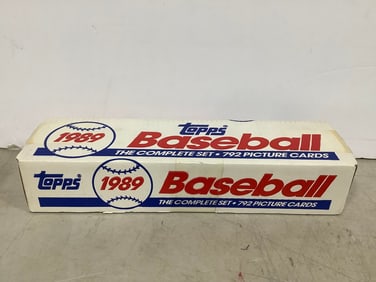 Topps
1989 Baseball
THE COMPLETE SET • 792 PICTURE CARDS
Topps 1989 Baseball
THE COMPLETE SET • 792 PICTURE CARDS